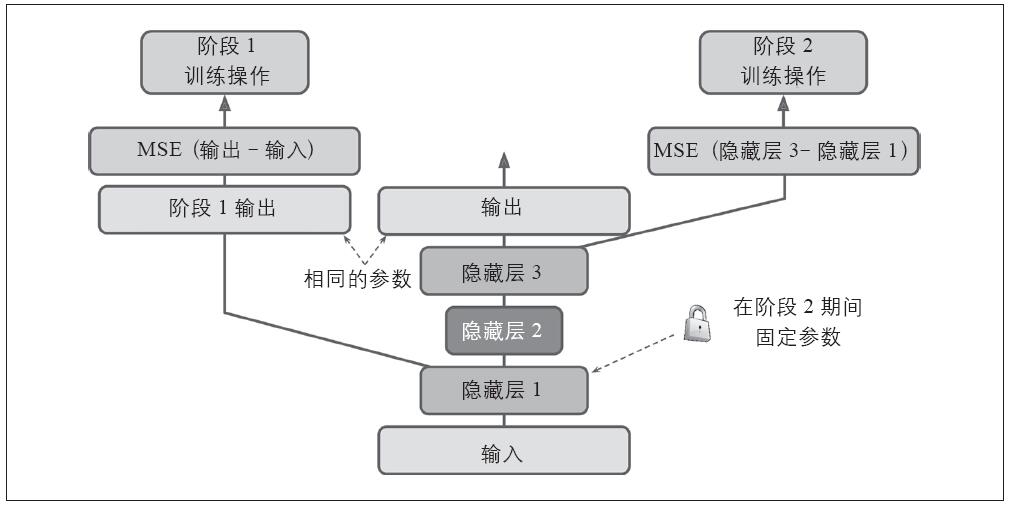 阶段 1
训练操作
阶段 2
训练操作
MSE (输出 – 输入)
MSE (隐藏层 3– 隐藏层 1)
阶段 1 输出
输出
相同的参数
隐藏层 3
隐藏层 2
在阶段 2 期间
固定参数
隐藏层 1
输入